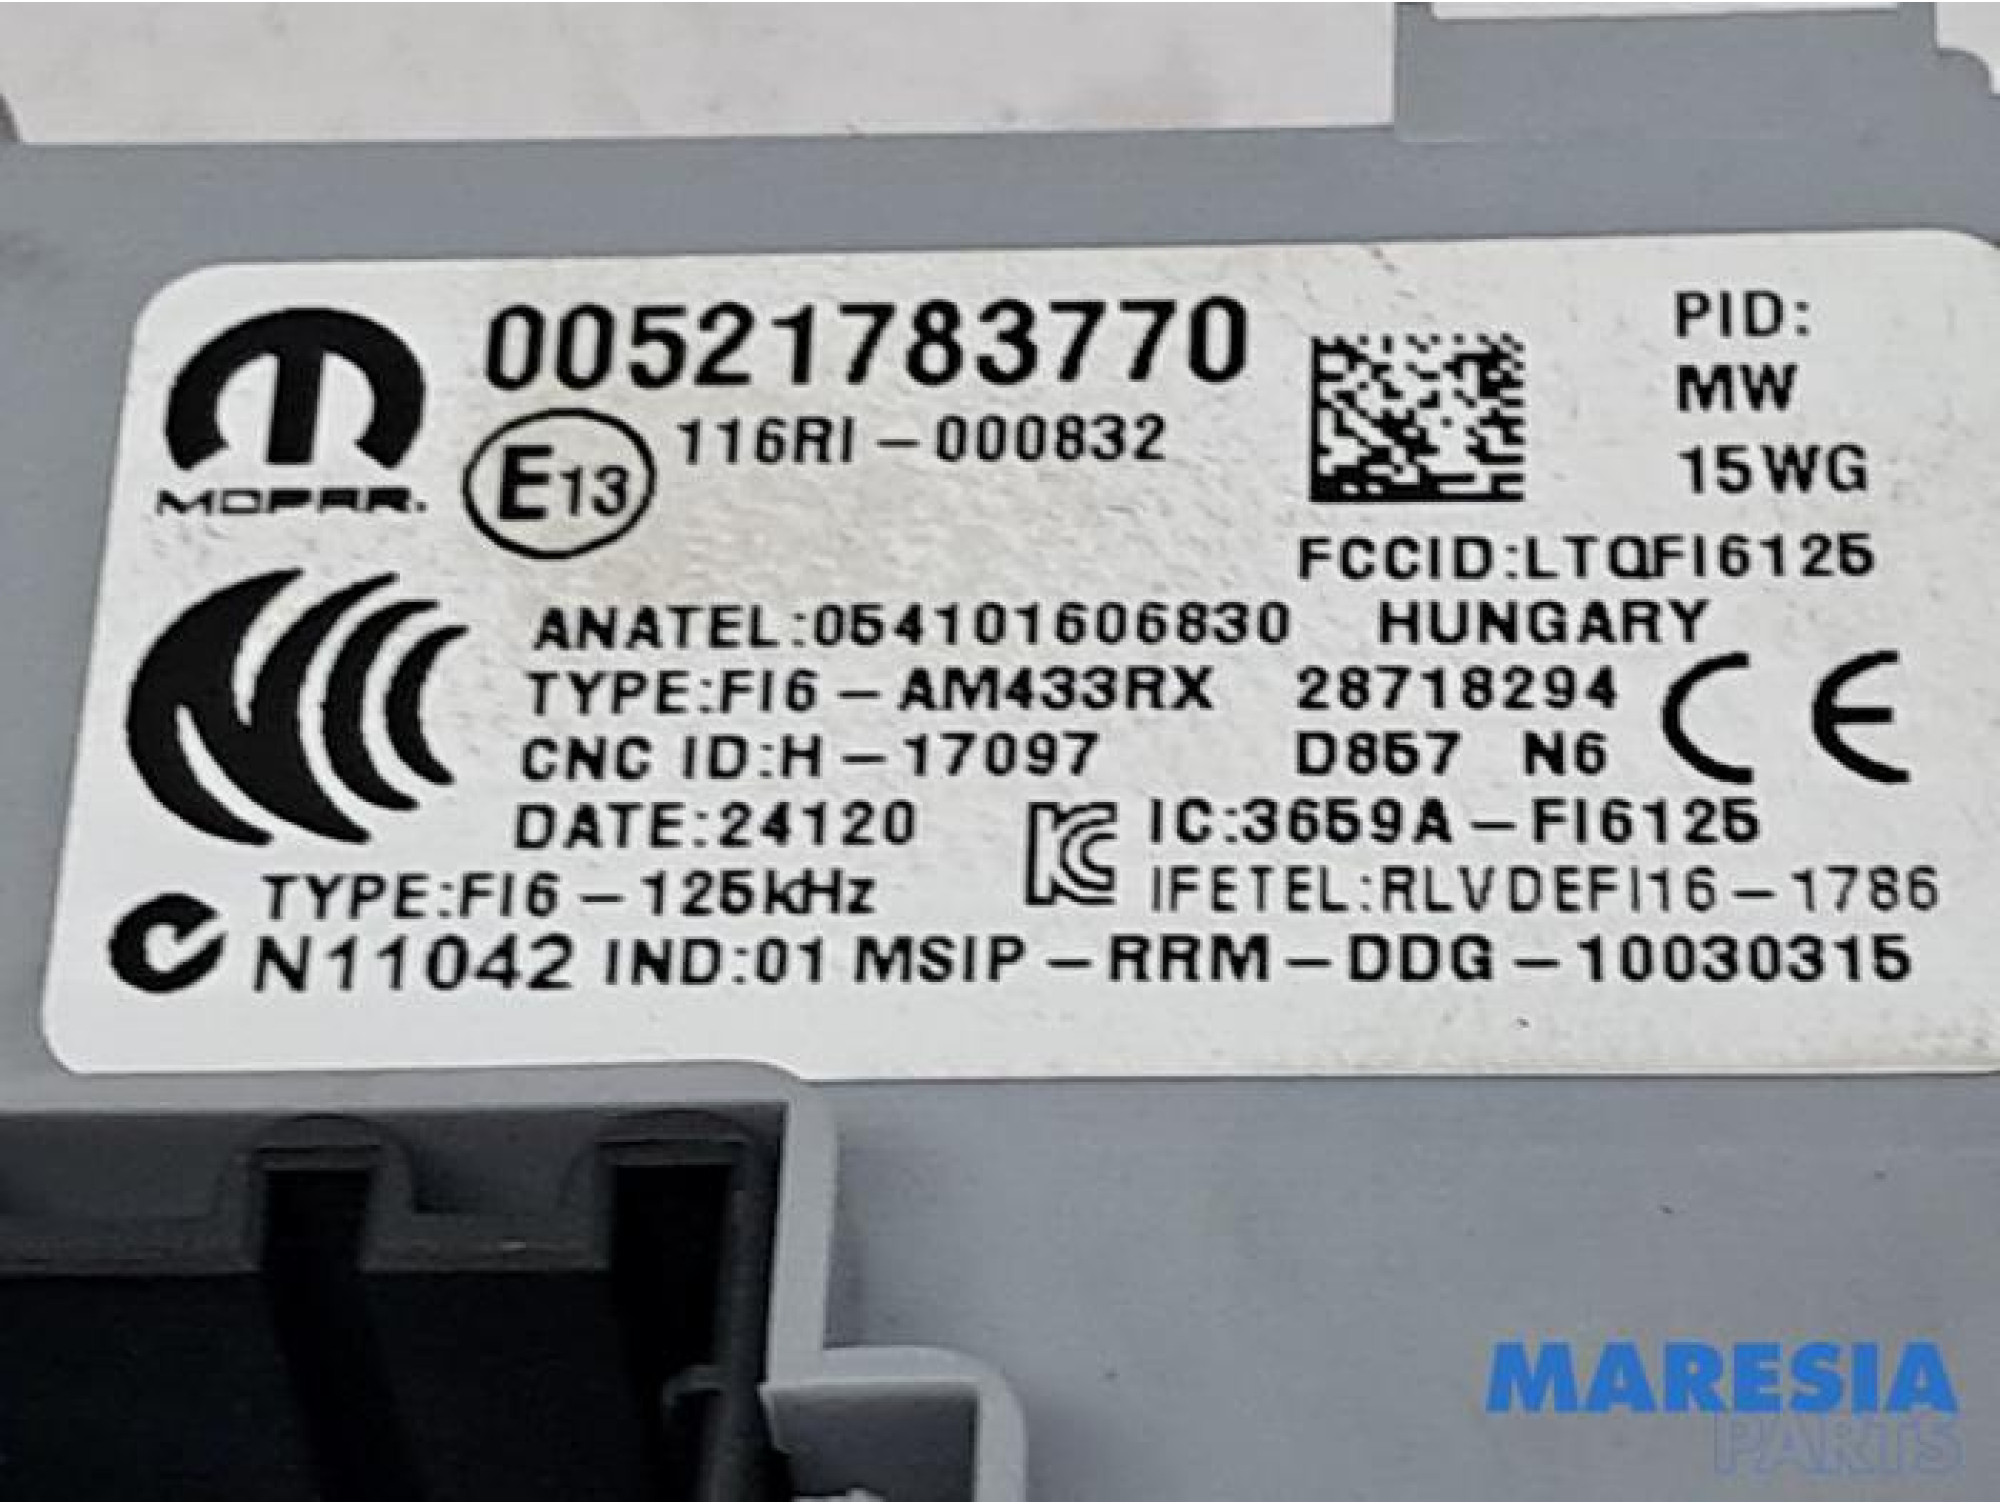 00521783770
PID:
MW
15WG
116RI-000832
E13
MOPAR.
FCCID:LTQFI6125
ANATEL:054101606830 HUNGARY
TYPE:FI6-AM433RX 28718294
CNC ID:H-17097 D857 N6 CE
DATE:24120 IC:3659A-FI6125
TYPE:FI6-125kHz IFETEL:RLVDEFI16-1786
N11042 IND:01 MSIP-RRM-DDG-10030315
MARESIA
PARTS